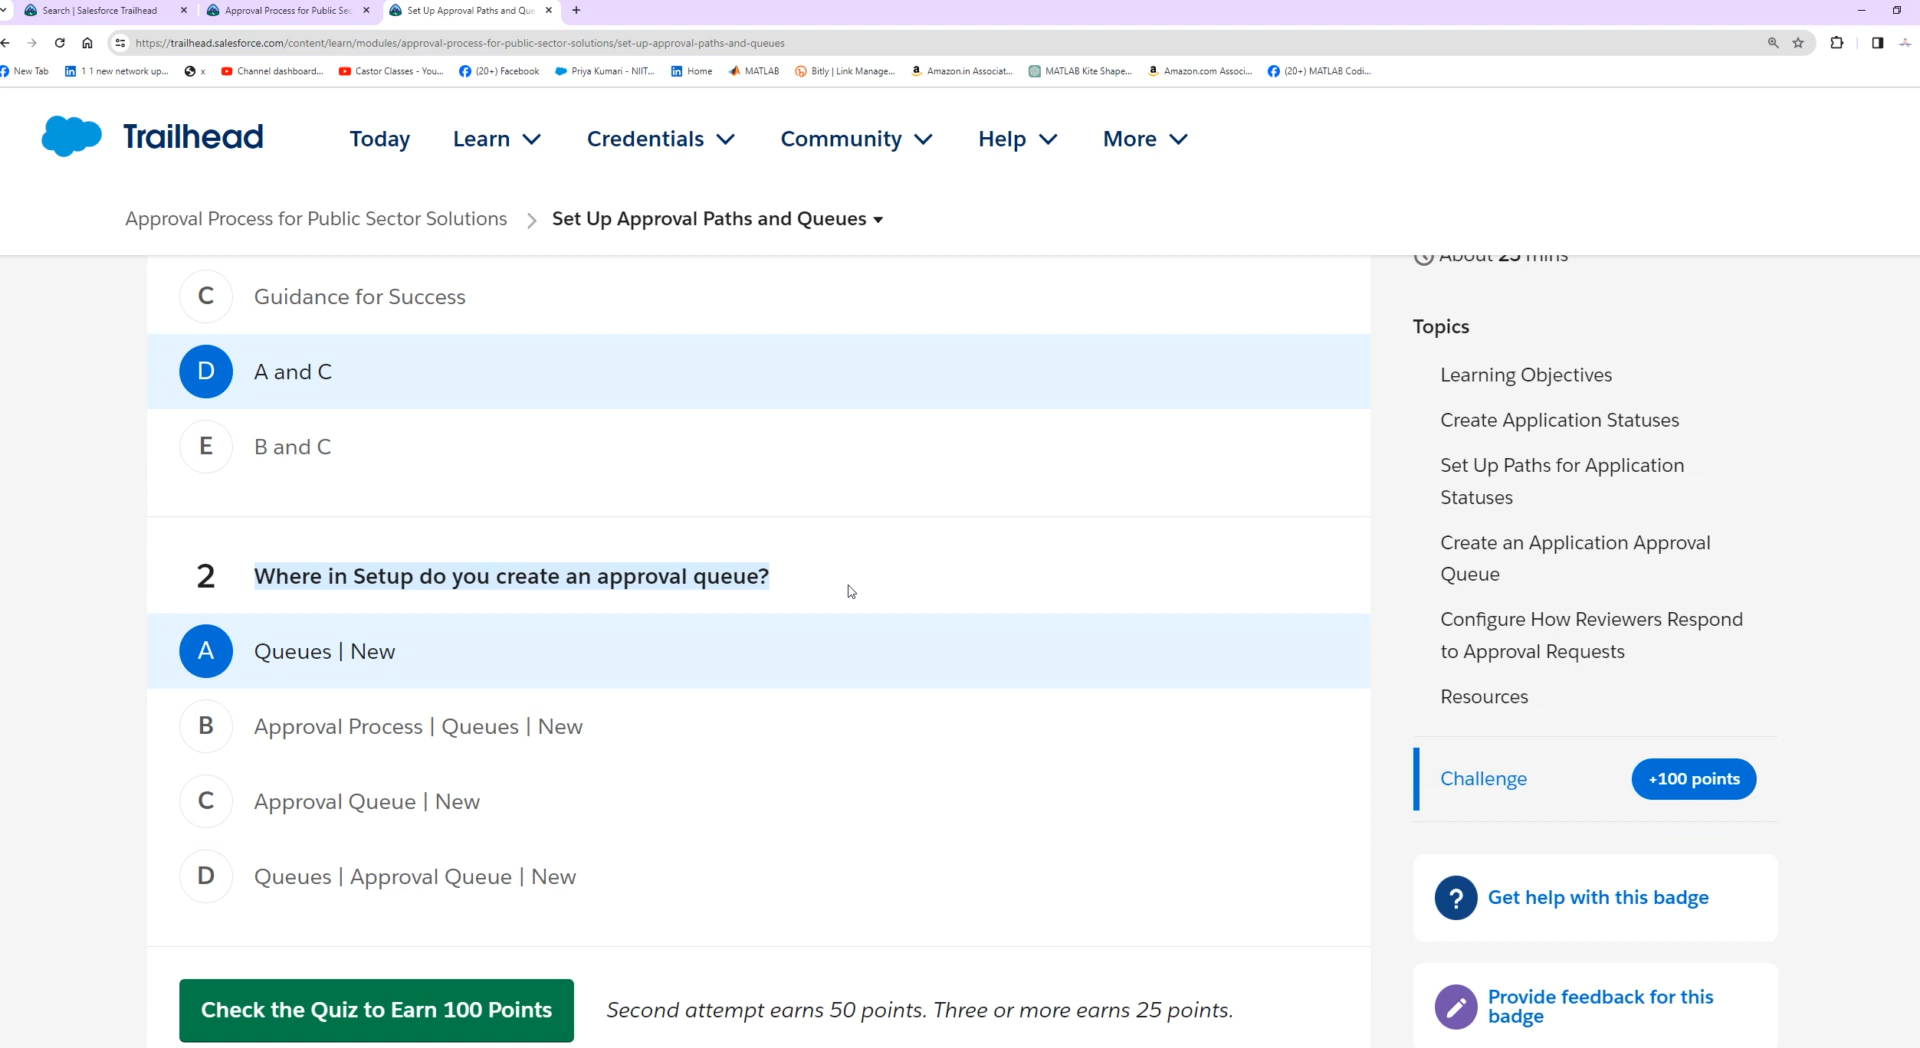 Search | Salesforce Trailhead
Approval Process for Public Sec
Set Up Approval Paths and Que
https://trailhead.salesforce.com/content/learn/modules/approval-process-for-public-sector-solutions/set-up-approval-paths-and-queues
New Tab
1 1 new network up...
x
Channel dashboard...
Castor Classes - You...
(20+) Facebook
Priya Kumari - NIIT...
Home
MATLAB
Bitly | Link Manage...
Amazon.in Associat...
MATLAB Kite Shape...
Amazon.com Associ...
(20+) MATLAB Codi...
Trailhead
Today
Learn
Credentials
Community
Help
More
Approval Process for Public Sector Solutions
Set Up Approval Paths and Queues
C Guidance for Success
D A and C
E B and C
2 Where in Setup do you create an approval queue?
A Queues | New
B Approval Process | Queues | New
C Approval Queue | New
D Queues | Approval Queue | New
Check the Quiz to Earn 100 Points
Second attempt earns 50 points. Three or more earns 25 points.
About 25 mins
Topics
Learning Objectives
Create Application Statuses
Set Up Paths for Application
Statuses
Create an Application Approval
Queue
Configure How Reviewers Respond
to Approval Requests
Resources
Challenge
+100 points
Get help with this badge
Provide feedback for this
badge